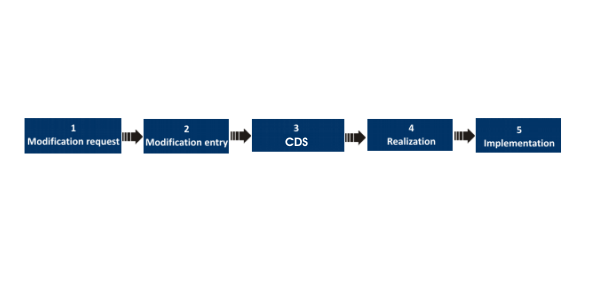 1
Modification request
2
Modification entry
3
CDS
4
Realization
5
Implementation